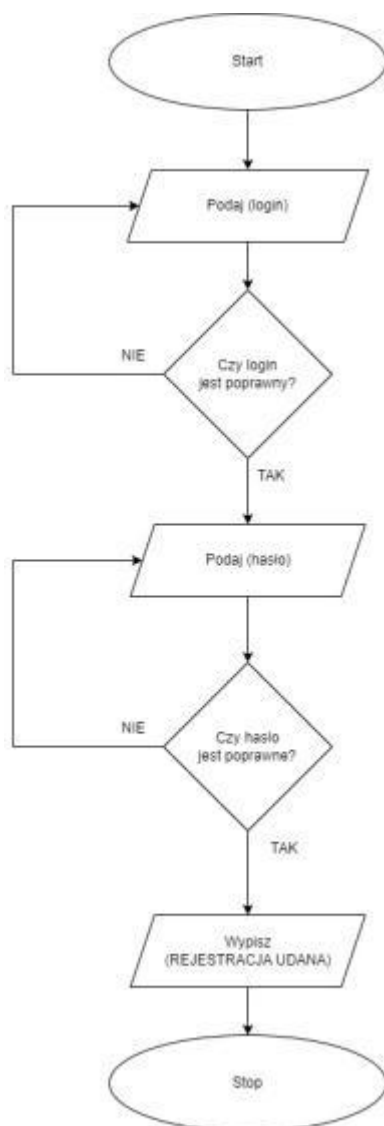 Start
Podaj (login)
NIE
Czy login
jest poprawny?
TAK
Podaj (hasło)
NIE
Czy hasło
jest poprawne?
TAK
Wypisz
(REJESTRACJA UDANA)
Stop